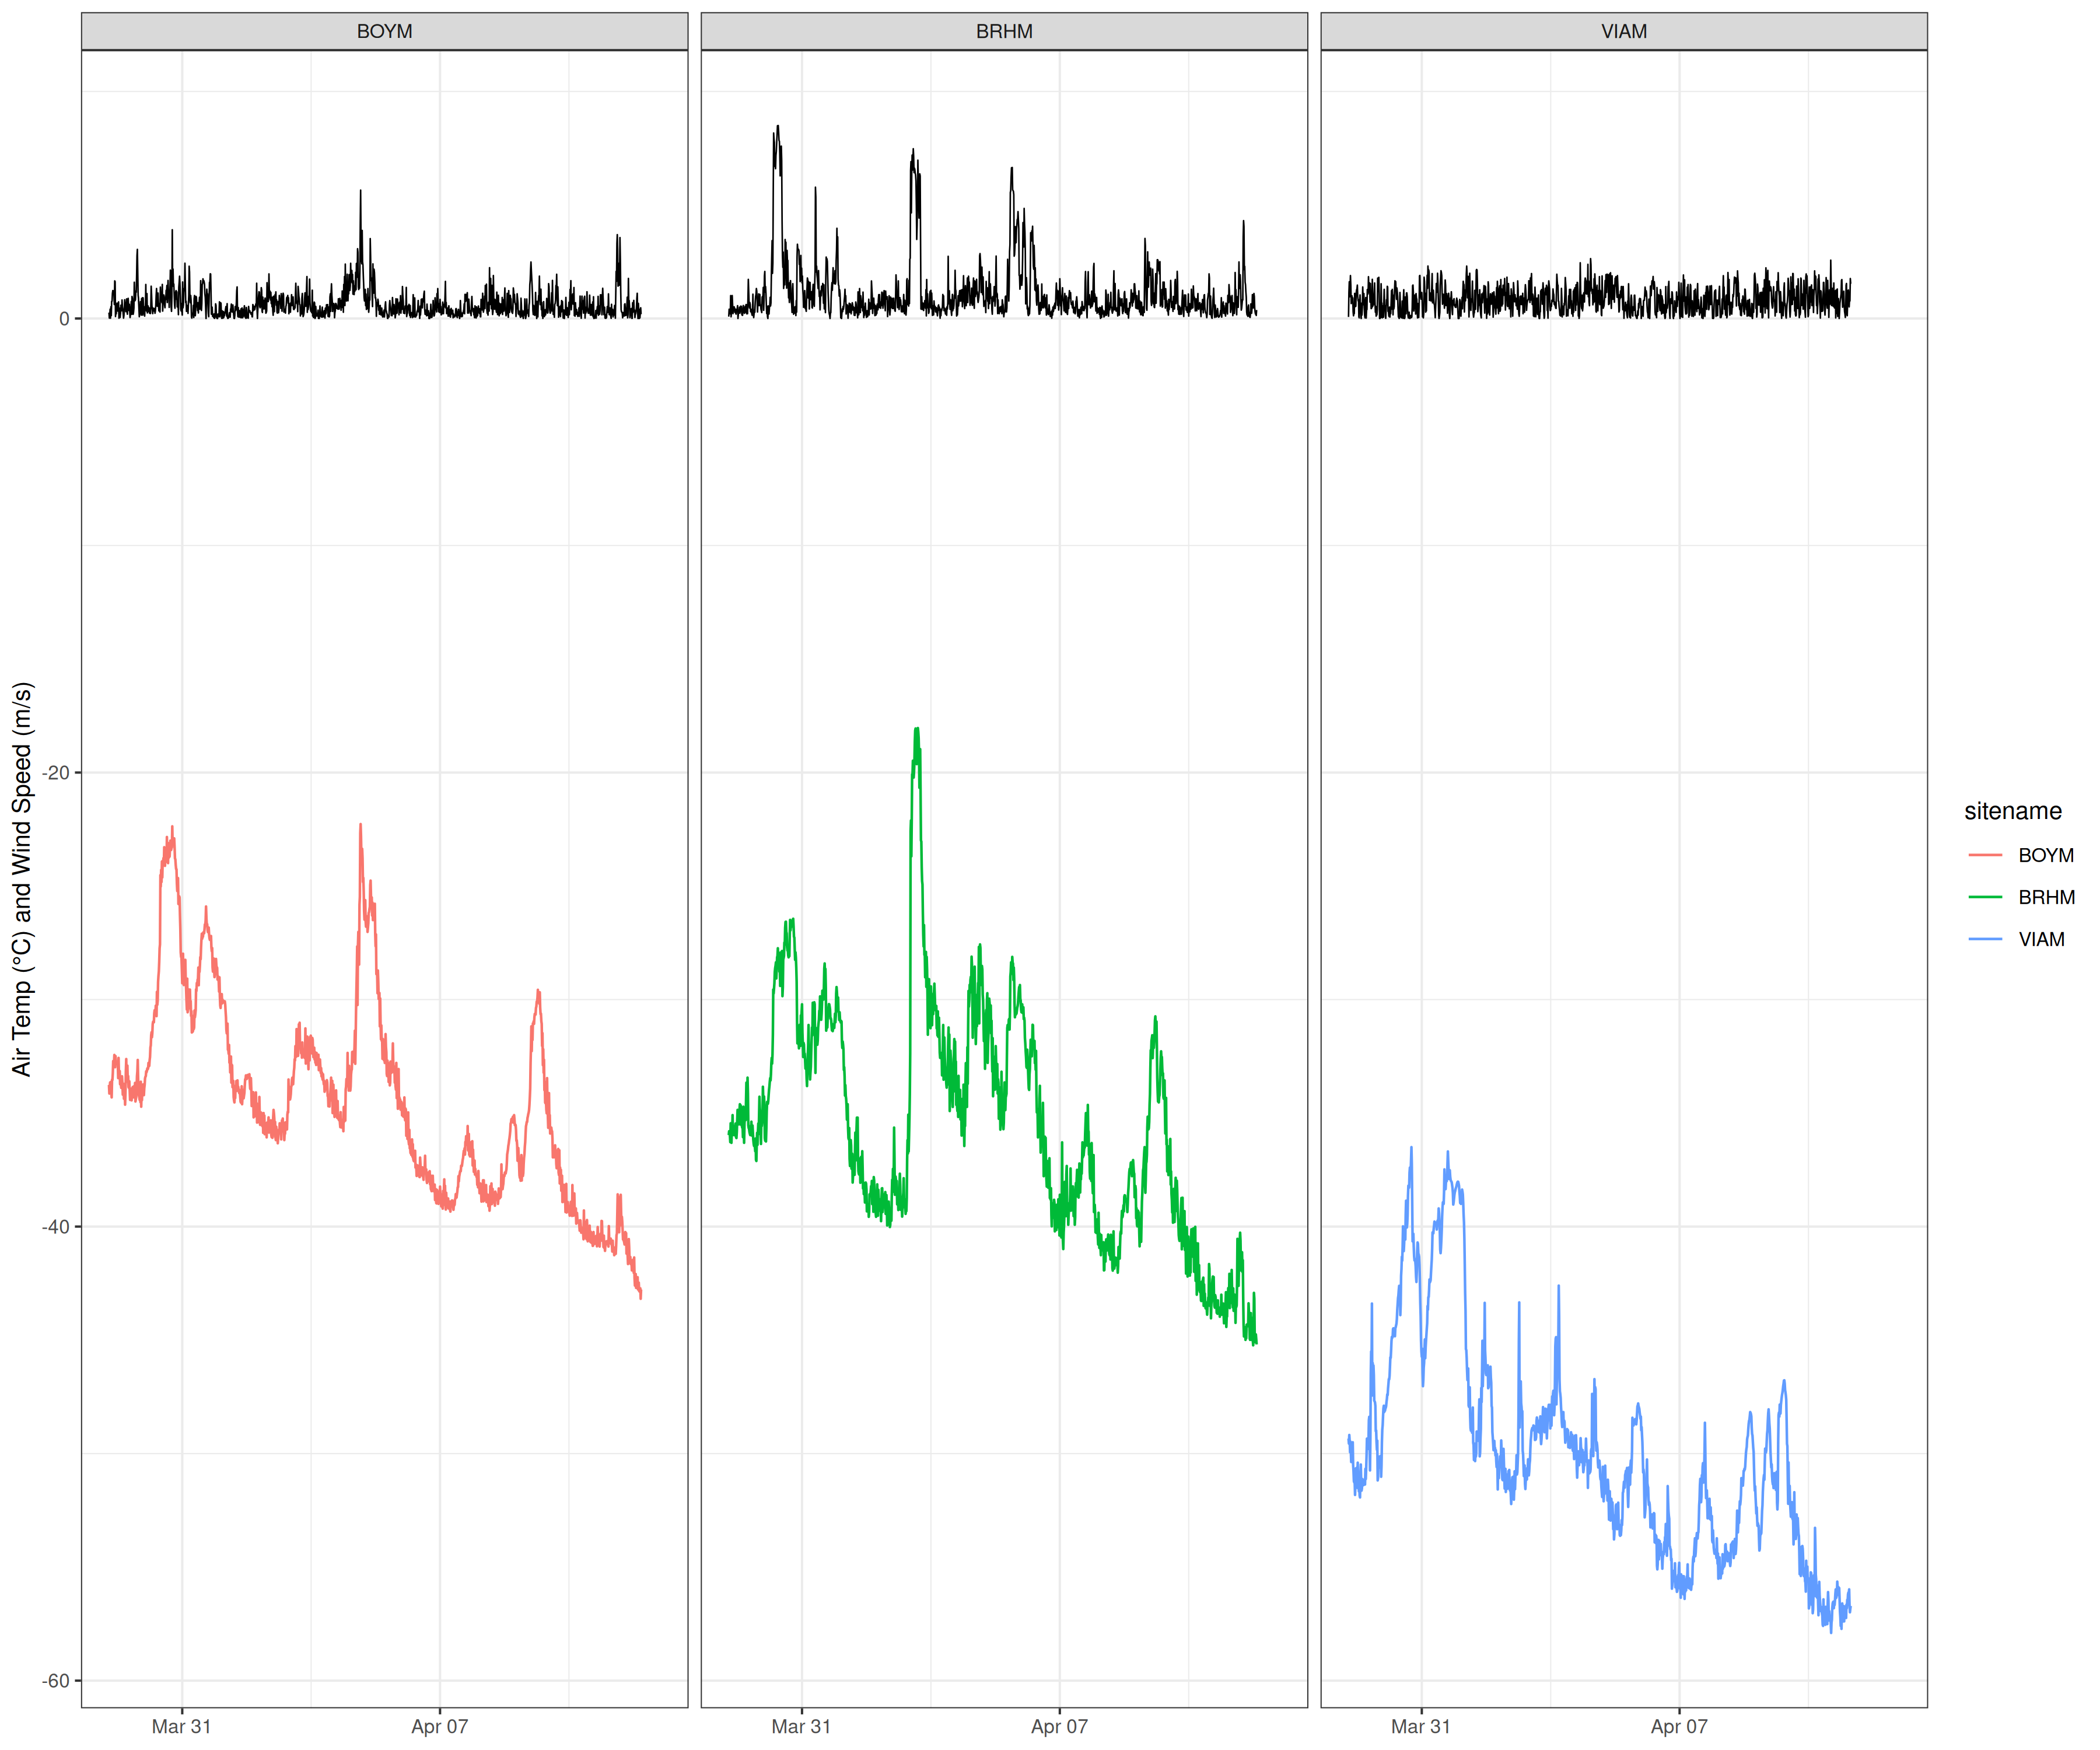 BOYM
BRHM
VIAM
Air Temp (°C) and Wind Speed (m/s)
0
-20
-40
-60
Mar 31
Apr 07
Mar 31
Apr 07
Mar 31
Apr 07
sitename
BOYM
BRHM
VIAM